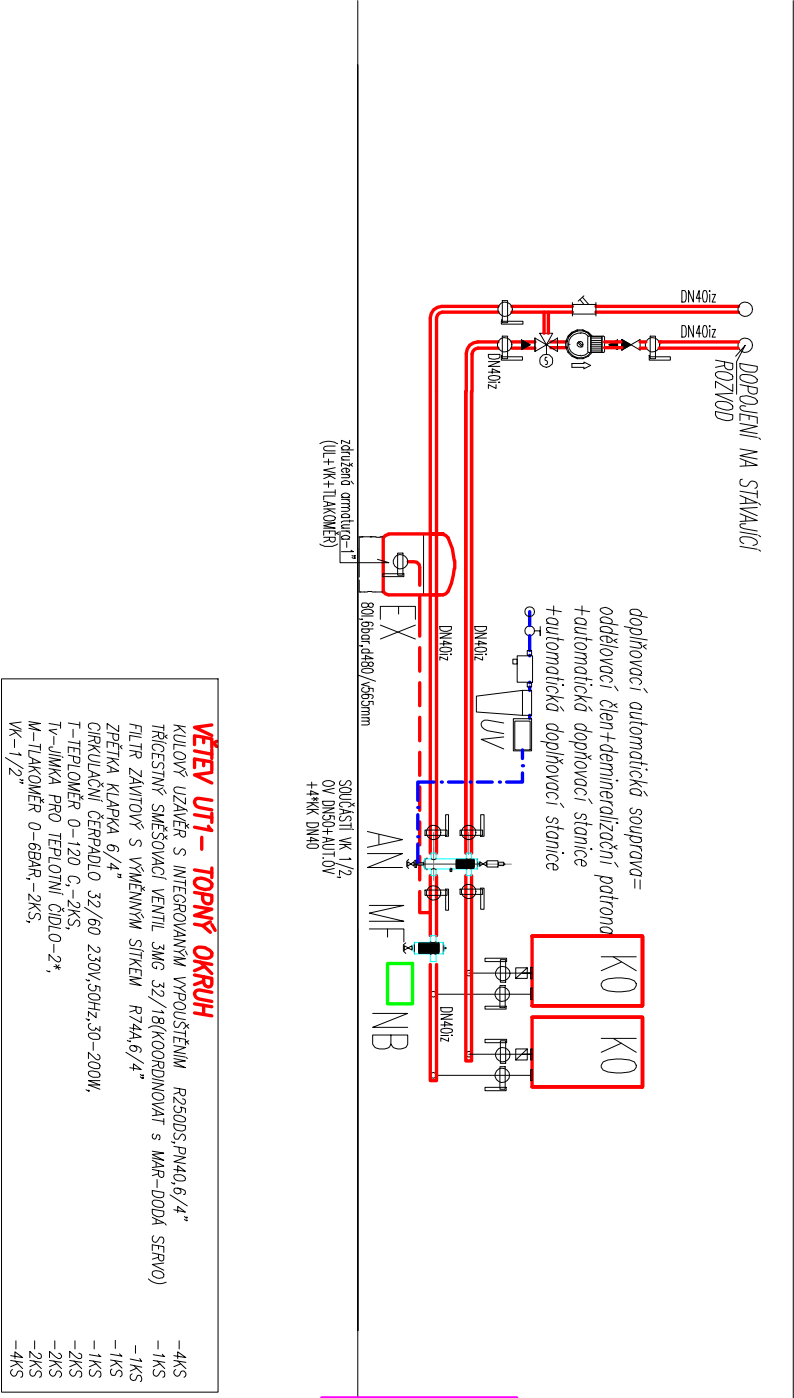 DOPOJENÍ NA STÁVAJÍCÍ
ROZVOD
DN40iz
DN40iz
DN40iz
doplňovací automatická souprava=
oddělovací člen+demineralizační patrona
+automatická dopňovací stanice
+automatická doplňovací stanice
KO
KO
UV
DN40iz
DN40iz
DN40iz
S
EX
80l,6bar,d480/v565mm
AN
MF
NB
združená armatura-1"
(UL+VK+TLAKOMĚR)
SOUČÁSTÍ VK 1/2,
OV DN50+AUT.OV
+4*KK DN40
VĚTEV UT1- TOPNÝ OKRUH
KULOVÝ UZÁVĚR S INTEGROVANÝM VYPOUŠTĚNÍM R250DS,PN40,6/4" -4KS
TŘÍCESTNÝ SMĚŠOVACÍ VENTIL 3MG 32/18(KOORDINOVAT s MAR-DODÁ SERVO) -1KS
FILTR ZÁVITOVÝ S VÝMĚNNÝM SÍTKEM R74A,6/4" -1KS
ZPĚTKA KLAPKA 6/4" -1KS
CIRKULAČNÍ ČERPADLO 32/60 230V,50Hz,30-200W, -1KS
T-TEPLOMĚR 0-120 C,-2KS, -2KS
Tv-JÍMKA PRO TEPLOTNÍ ČIDLO-2*, -2KS
M-TLAKOMĚR 0-6BAR,-2KS, -2KS
VK-1/2" -4KS